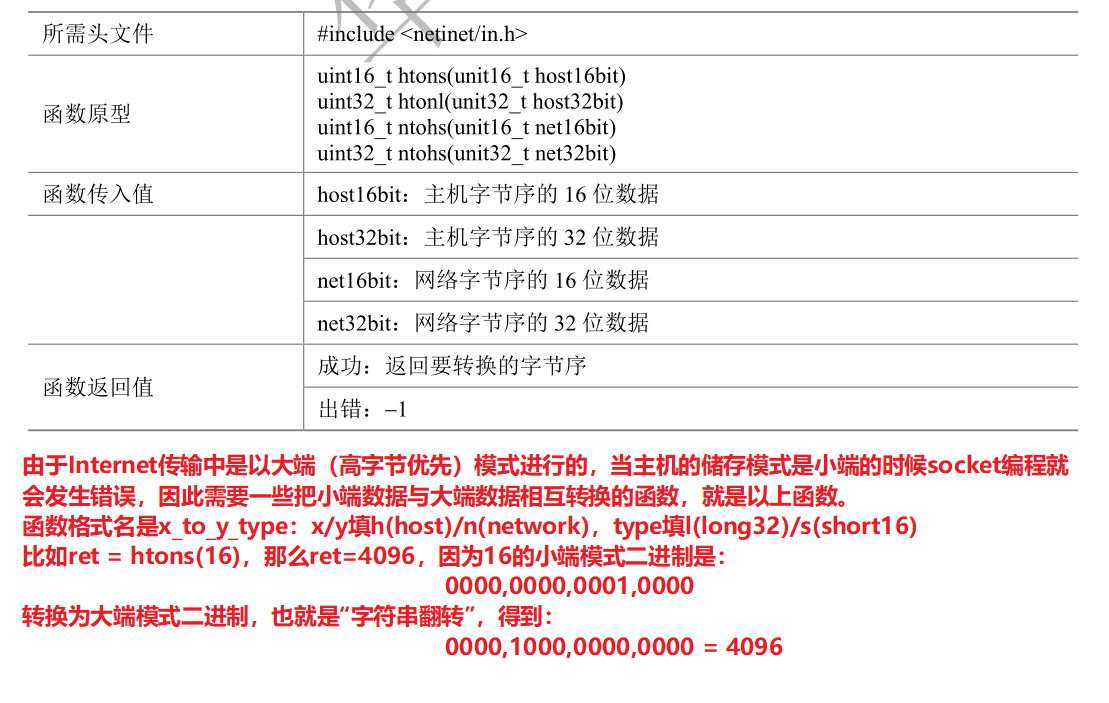 所需头文件
#include <netinet/in.h>
函数原型
uint16_t htons(unit16_t host16bit)
uint32_t htonl(unit32_t host32bit)
uint16_t ntohs(unit16_t net16bit)
uint32_t ntohs(unit32_t net32bit)
函数传入值
host16bit：主机字节序的 16 位数据
host32bit：主机字节序的 32 位数据
net16bit：网络字节序的 16 位数据
net32bit：网络字节序的 32 位数据
函数返回值
成功：返回要转换的字节序
出错：−1
由于Internet传输中是以大端（高字节优先）模式进行的，当主机的储存模式是小端的时候socket编程就
会发生错误，因此需要一些把小端数据与大端数据相互转换的函数，就是以上函数。
函数格式名是x_to_y_type：x/y填h(host)/n(network)，type填l(long32)/s(short16)
比如ret = htons(16)，那么ret=4096，因为16的小端模式二进制是：
0000,0000,0001,0000
转换为大端模式二进制，也就是“字符串翻转”，得到：
0000,1000,0000,0000 = 4096